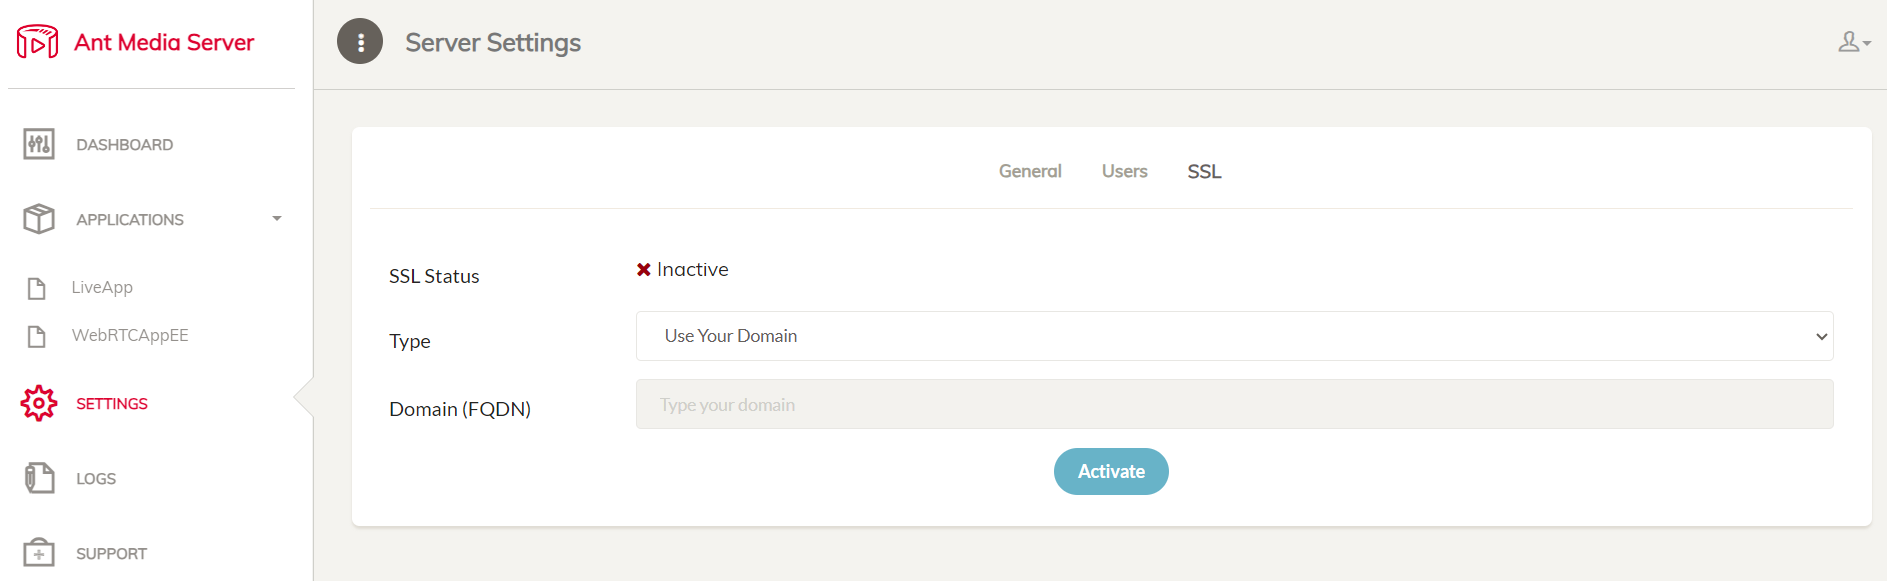 Ant Media Server
Server Settings
DASHBOARD
APPLICATIONS
LiveApp
WebRTCAppEE
SETTINGS
LOGS
SUPPORT
General Users SSL
SSL Status Inactive
Type Use Your Domain
Domain (FQDN) Type your domain
Activate